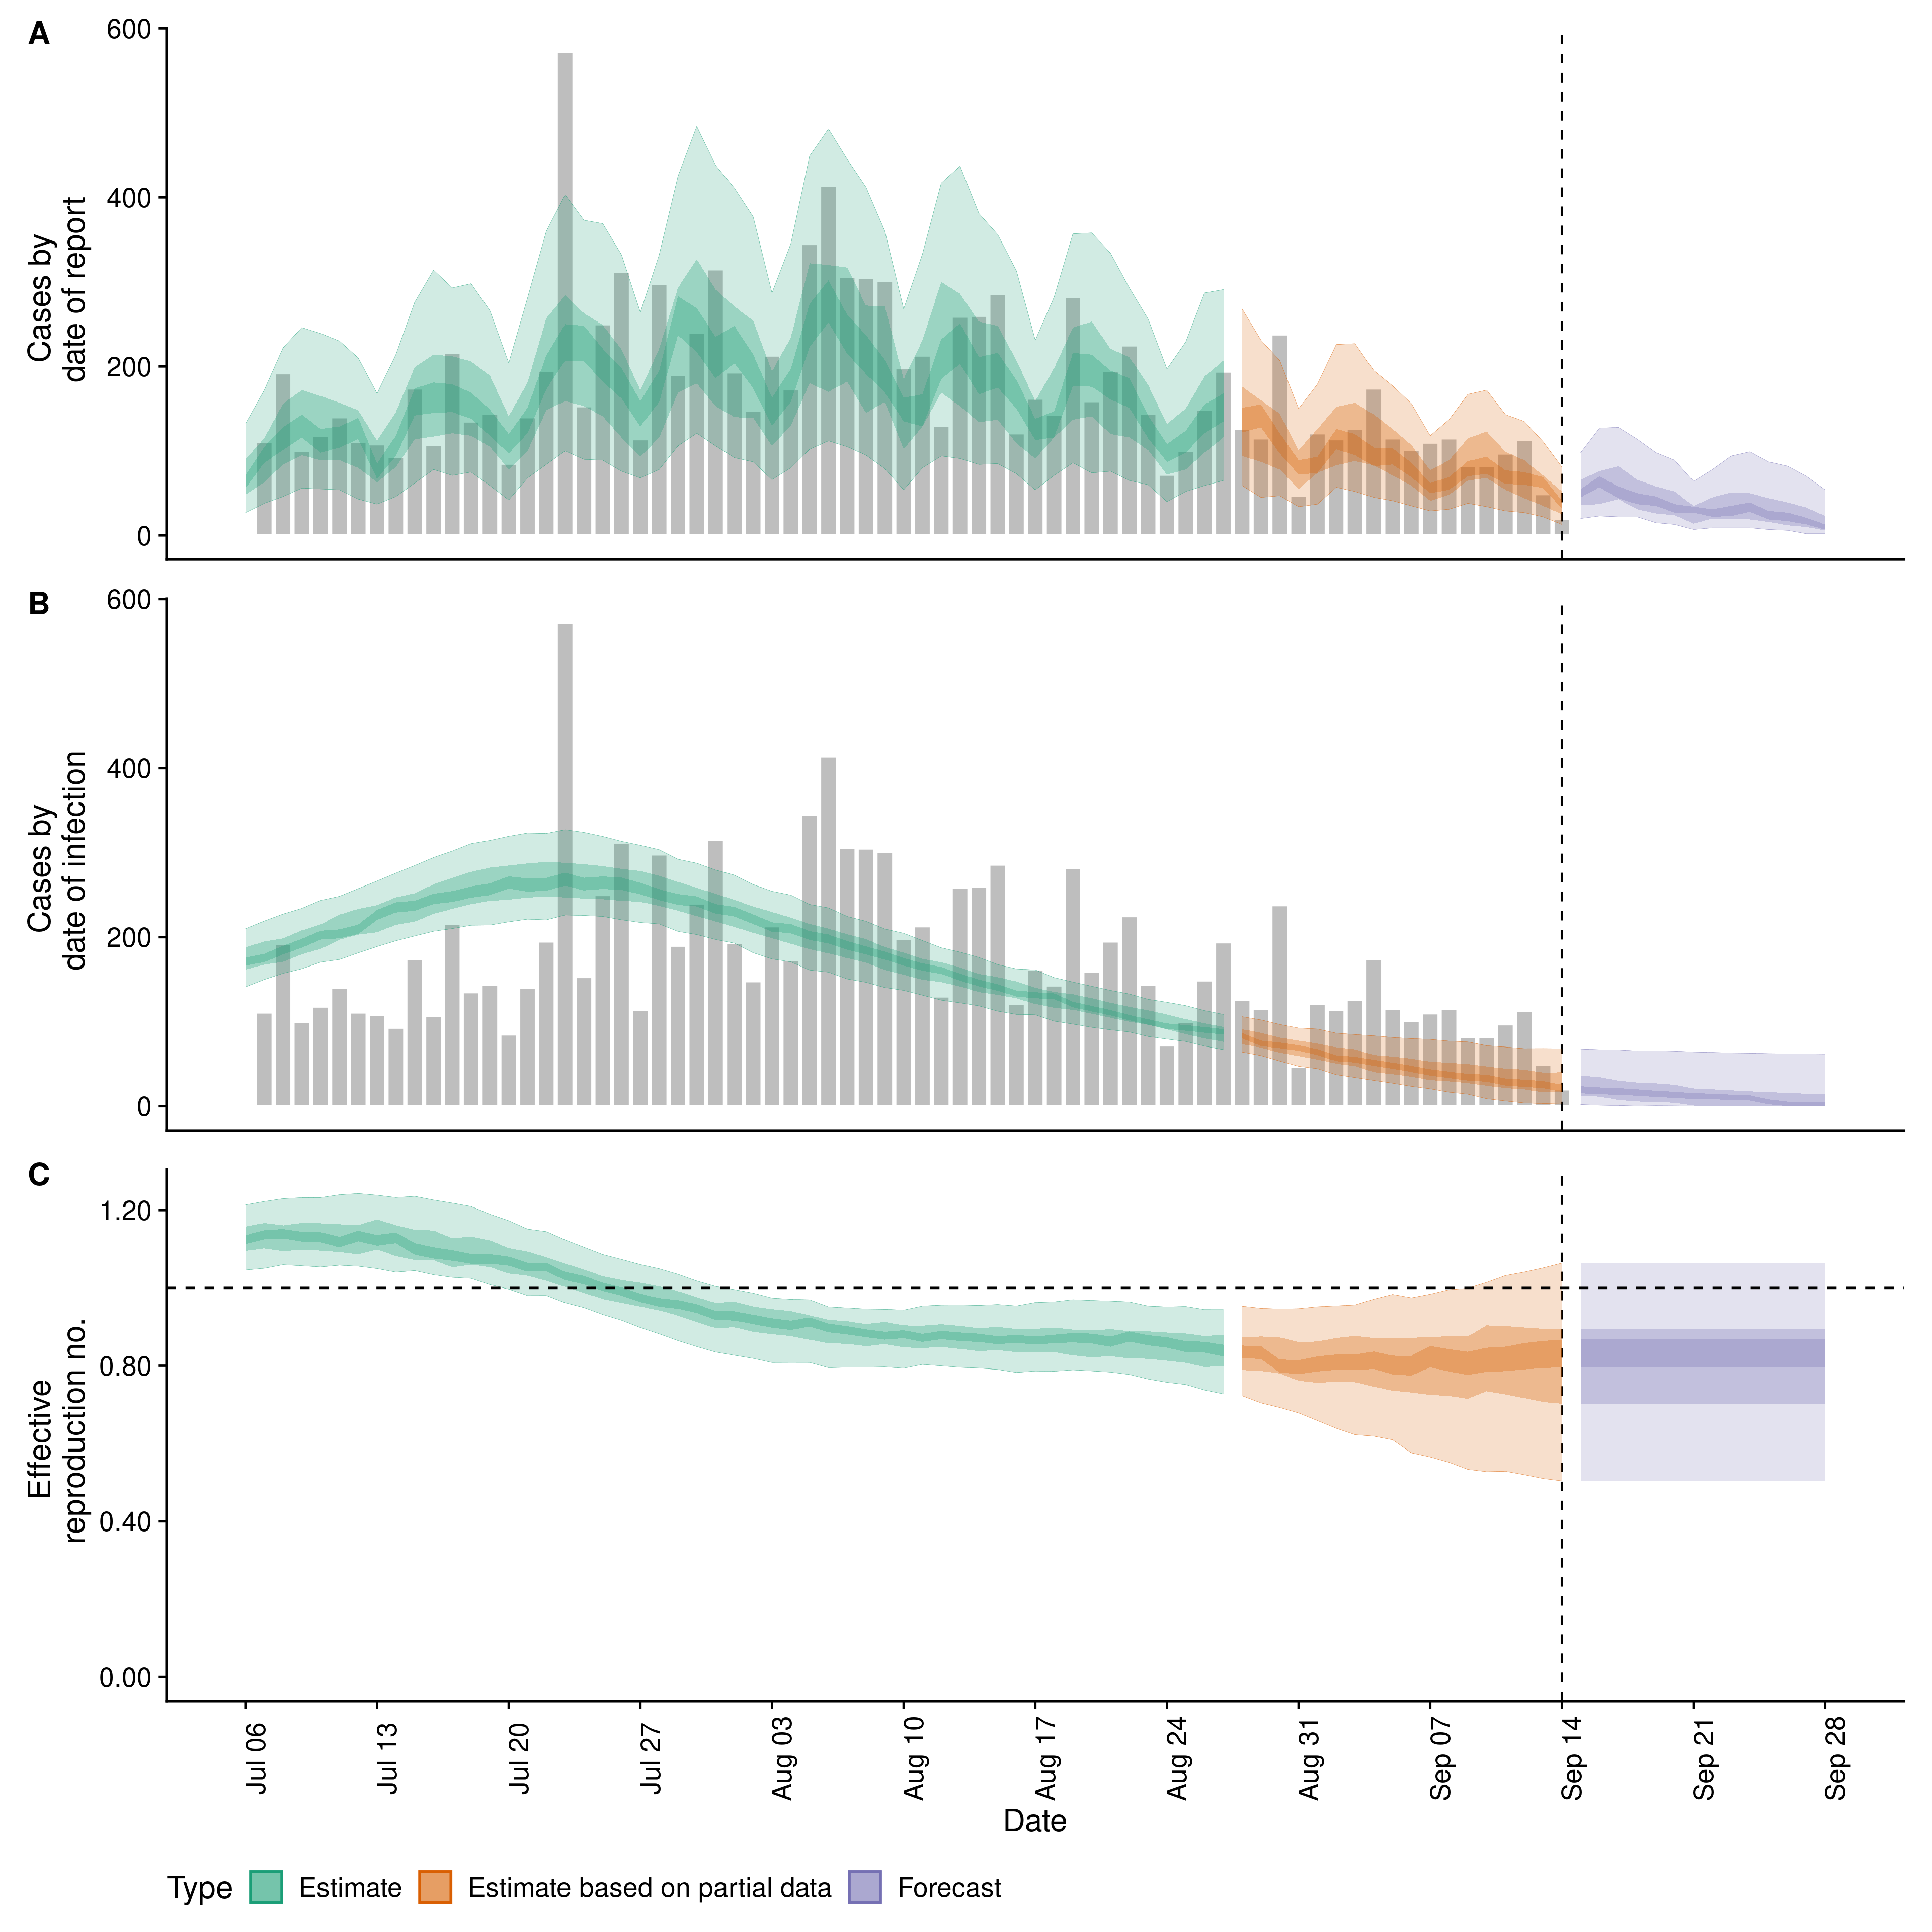 A
600
400
200
0
Cases by
date of report
B
600
400
200
0
Cases by
date of infection
C
1.20
0.80
0.40
0.00
Effective
reproduction no.
Jul 06
Jul 13
Jul 20
Jul 27
Aug 03
Aug 10
Aug 17
Aug 24
Aug 31
Sep 07
Sep 14
Sep 21
Sep 28
Date
Type Estimate Estimate based on partial data Forecast